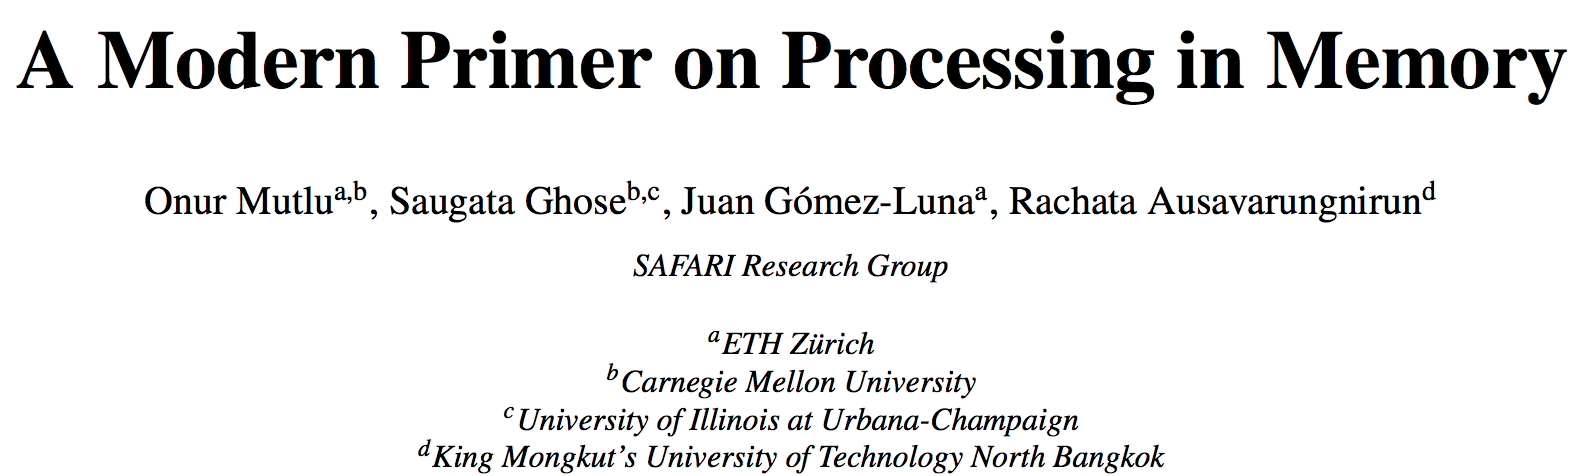 A Modern Primer on Processing in Memory
Onur Mutluᵃ,ᵇ, Saugata Ghoseᵇ,ᶜ, Juan Gómez-Lunaᵃ, Rachata Ausavarungnirunᵈ
SAFARI Research Group
ᵃETH Zürich
ᵇCarnegie Mellon University
ᶜUniversity of Illinois at Urbana-Champaign
ᵈKing Mongkut’s University of Technology North Bangkok